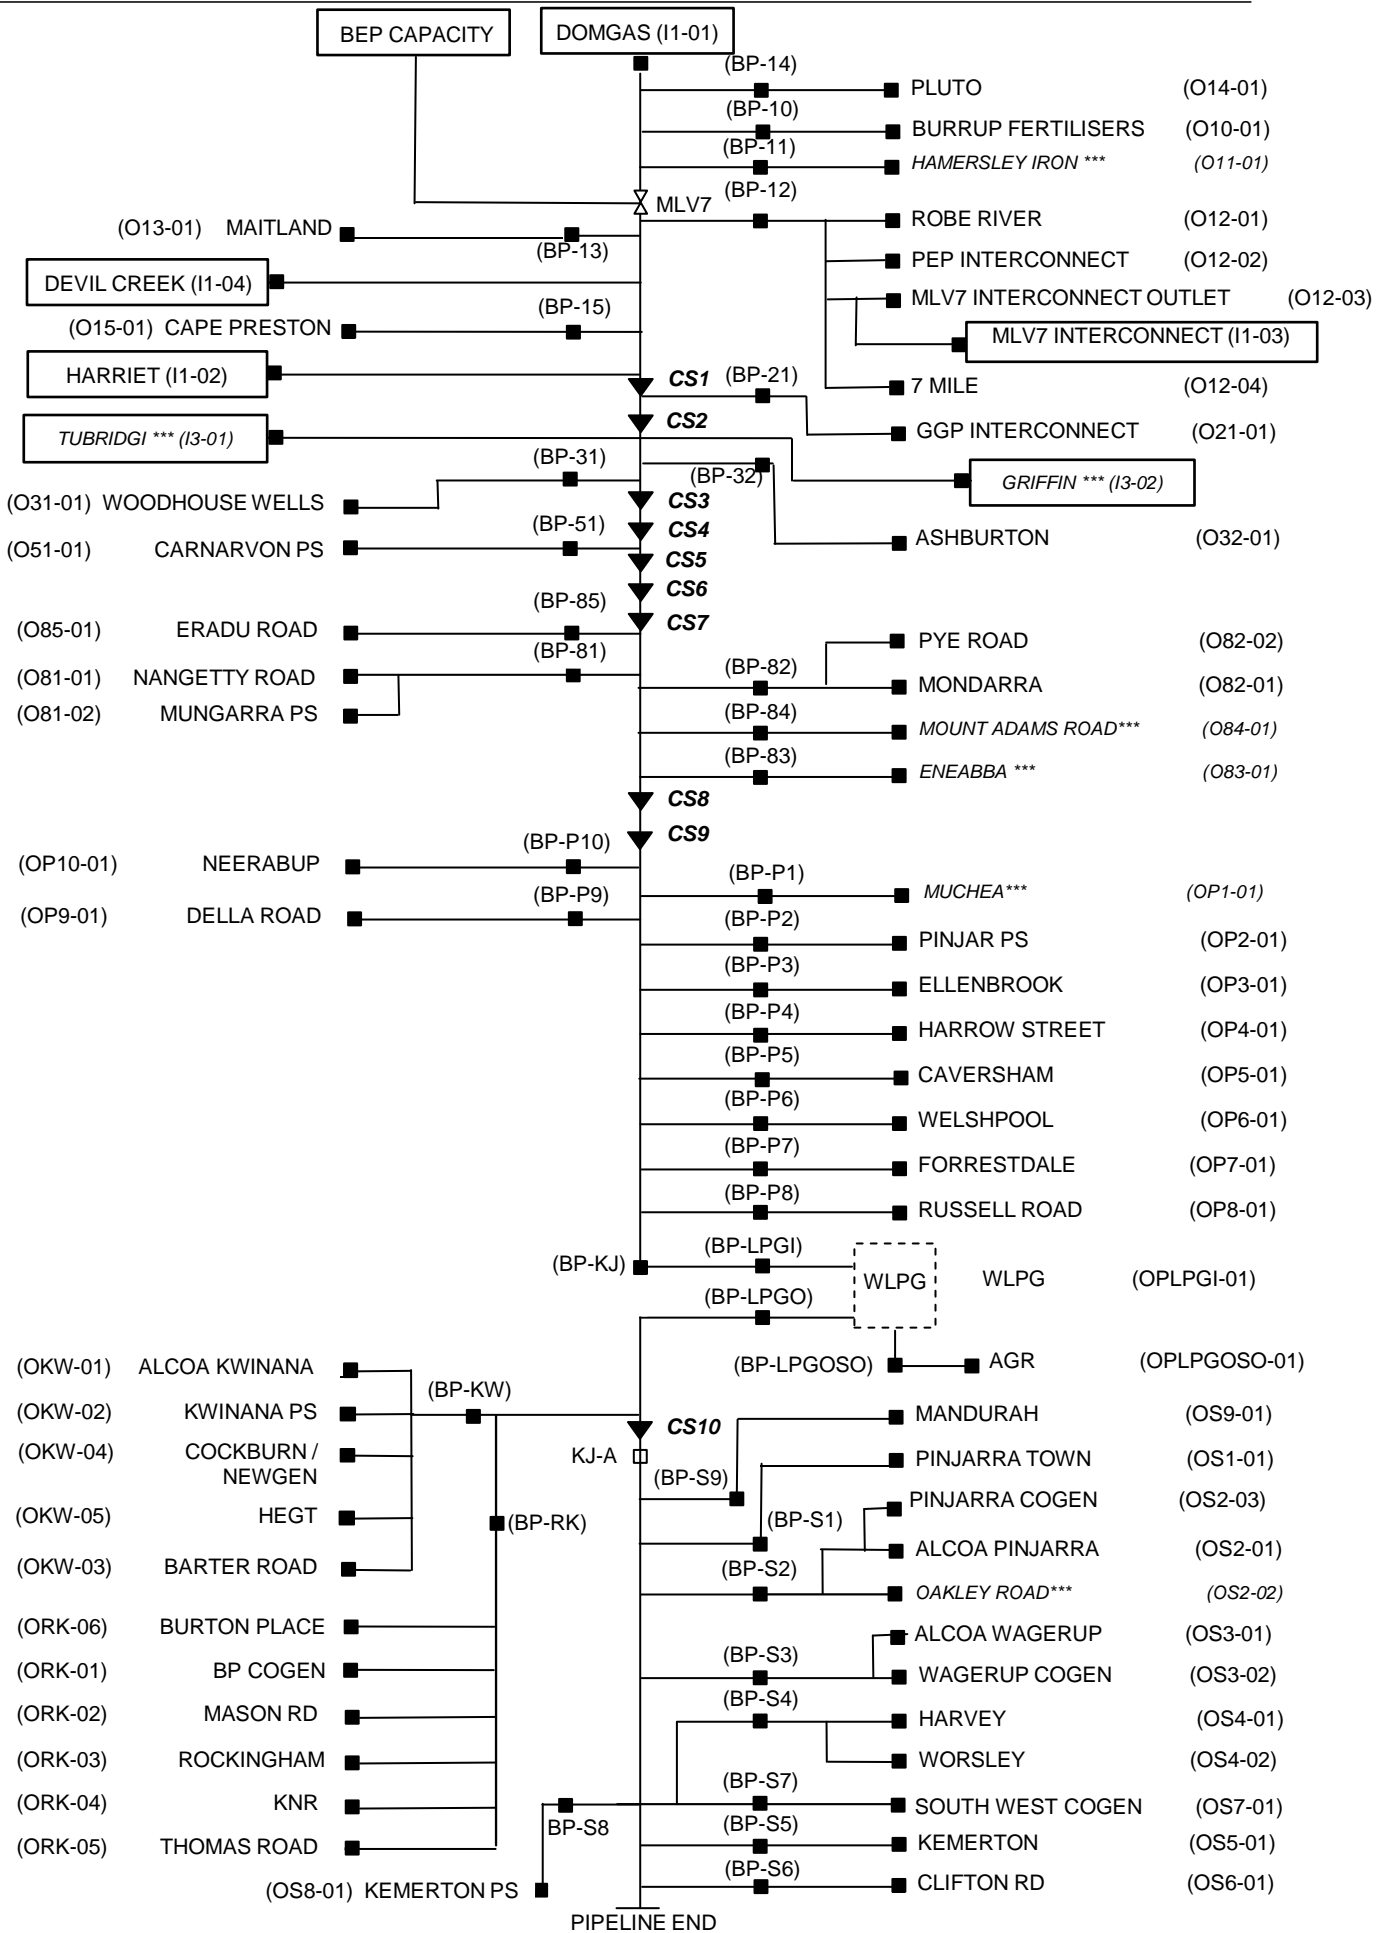 BEP CAPACITY
DOMGAS (I1-01)
(BP-14)
PLUTO (O14-01)
(BP-10)
BURRUP FERTILISERS (O10-01)
(BP-11)
HAMERSLEY IRON *** (O11-01)
(BP-12)
MLV7
ROBE RIVER (O12-01)
(O13-01) MAITLAND
(BP-13)
PEP INTERCONNECT (O12-02)
DEVIL CREEK (I1-04)
MLV7 INTERCONNECT OUTLET (O12-03)
(BP-15)
(O15-01) CAPE PRESTON
MLV7 INTERCONNECT (I1-03)
HARRIET (I1-02)
CS1
(BP-21)
7 MILE (O12-04)
CS2
TUBRIDGI *** (I3-01)
GGP INTERCONNECT (O21-01)
(BP-31)
(BP-32)
GRIFFIN *** (I3-02)
(O31-01) WOODHOUSE WELLS
CS3
(BP-51)
CS4
(O51-01) CARNARVON PS
ASHBURTON (O32-01)
CS5
CS6
(BP-85)
CS7
(O85-01) ERADU ROAD
PYE ROAD (O82-02)
(BP-81)
(BP-82)
(O81-01) NANGETTY ROAD
MONDARRA (O82-01)
(O81-02) MUNGARRA PS
(BP-84)
MOUNT ADAMS ROAD*** (O84-01)
(BP-83)
ENEABBA *** (O83-01)
CS8
CS9
(BP-P10)
(OP10-01) NEERABUP
(BP-P1)
MUCHEA*** (OP1-01)
(BP-P9)
(OP9-01) DELLA ROAD
(BP-P2)
PINJAR PS (OP2-01)
(BP-P3)
ELLENBROOK (OP3-01)
(BP-P4)
HARROW STREET (OP4-01)
(BP-P5)
CAVERSHAM (OP5-01)
(BP-P6)
WELSHPOOL (OP6-01)
(BP-P7)
FORRESTDALE (OP7-01)
(BP-P8)
RUSSELL ROAD (OP8-01)
(BP-KJ)
(BP-LPGI)
WLPG
WLPG (OPLPGI-01)
(BP-LPGO)
(BP-LPGOSO)
AGR (OPLPGOSO-01)
(OKW-01) ALCOA KWINANA
(BP-KW)
(OKW-02) KWINANA PS
CS10
MANDURAH (OS9-01)
(OKW-04) COCKBURN /
NEWGEN
KJ-A
(BP-S9)
PINJARRA TOWN (OS1-01)
PINJARRA COGEN (OS2-03)
(OKW-05) HEGT
(BP-RK)
(BP-S1)
ALCOA PINJARRA (OS2-01)
(OKW-03) BARTER ROAD
(BP-S2)
OAKLEY ROAD*** (OS2-02)
(ORK-06) BURTON PLACE
ALCOA WAGERUP (OS3-01)
(BP-S3)
(ORK-01) BP COGEN
WAGERUP COGEN (OS3-02)
(BP-S4)
(ORK-02) MASON RD
HARVEY (OS4-01)
(ORK-03) ROCKINGHAM
WORSLEY (OS4-02)
(BP-S7)
(ORK-04) KNR
SOUTH WEST COGEN (OS7-01)
BP-S8
(BP-S5)
(ORK-05) THOMAS ROAD
KEMERTON (OS5-01)
(BP-S6)
(OS8-01) KEMERTON PS
CLIFTON RD (OS6-01)
PIPELINE END